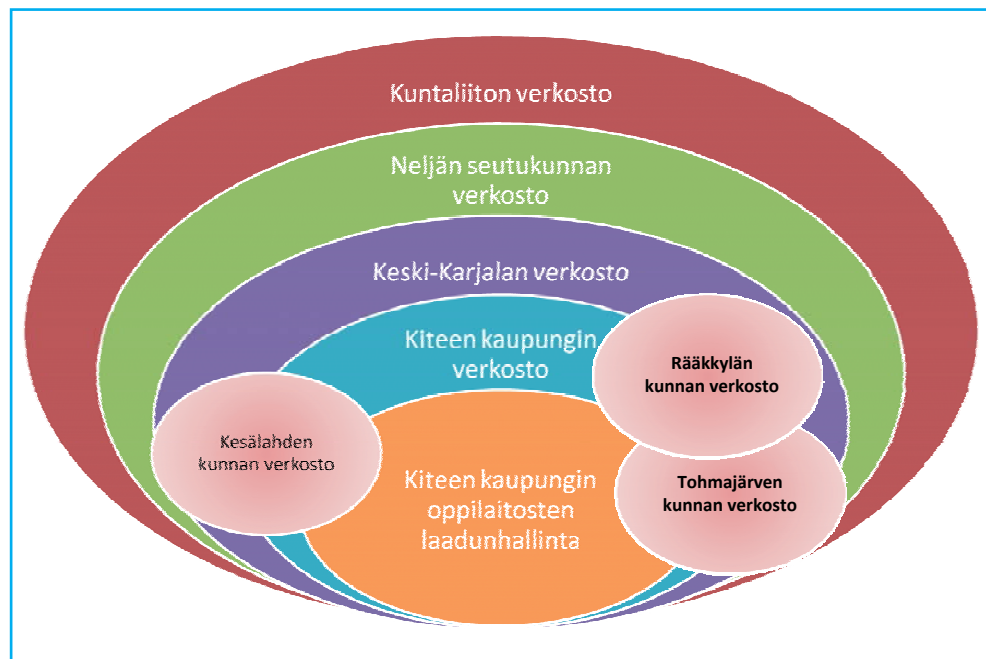 Kuntaliiton verkosto
Neljän seutukunnan
verkosto
Keski-Karjalan verkosto
Kiteen kaupungin
verkosto
Rääkkylän
kunnan verkosto
Kesälahden
kunnan verkosto
Kiteen kaupungin
oppilaitosten
laadunhallinta
Tohmajärven
kunnan verkosto